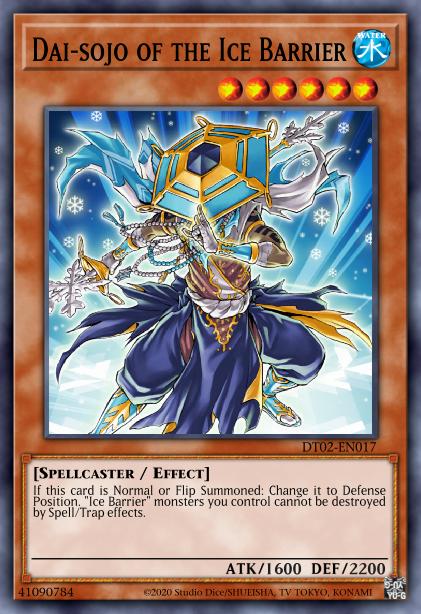 Dai-sojo of the Ice Barrier
WATER
水
DT02-EN017
[Spellcaster / Effect]
If this card is Normal or Flip Summoned: Change it to Defense
Position. "Ice Barrier" monsters you control cannot be destroyed
by Spell/Trap effects.
ATK/1600 DEF/2200
41090784
©2020 Studio Dice/SHUEISHA, TV TOKYO, KONAMI